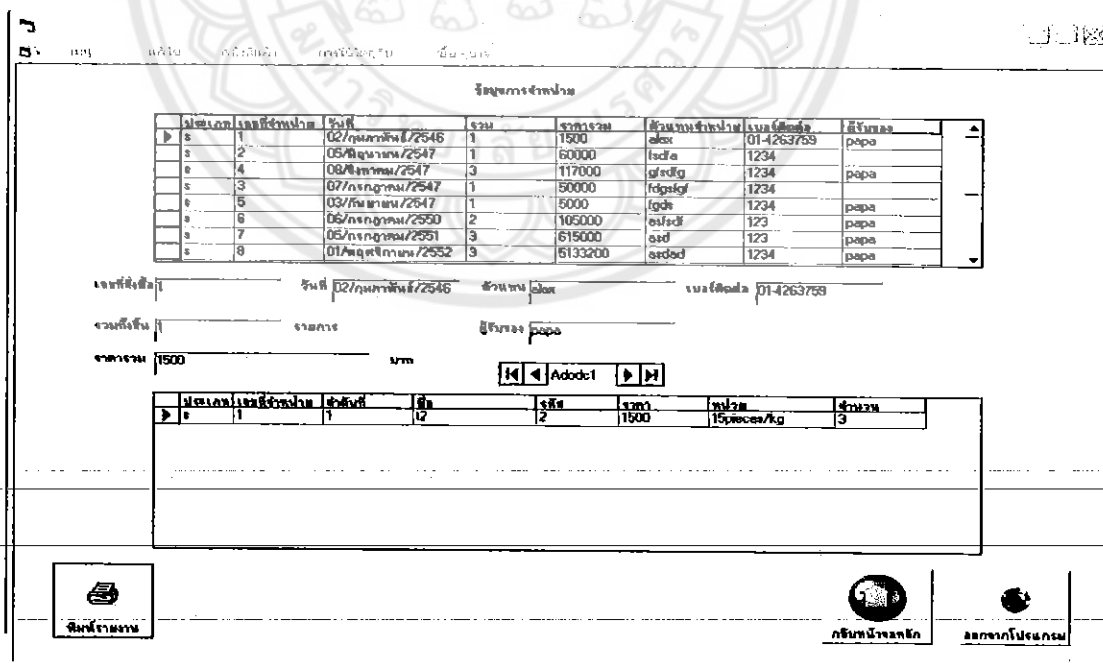 เมนู แก้ไข
ข้อมูลการจำหน่าย
ประเภท เลขที่จำหน่าย วันที่ รวม ราคารวม ตัวแทนจำหน่าย เบอร์ติดต่อ ผู้รับรอง
s 1 02/กุมภาพันธ์/2546 1 1500 alex 01-4263759 papa
s 2 05/มิถุนายน/2547 1 60000 fsdfa 1234
s 4 08/สิงหาคม/2547 3 117000 gfsdfg 1234 papa
s 3 07/กรกฎาคม/2547 1 50000 fdgsfgf 1234
s 5 03/กันยายน/2547 1 5000 fgds 1234 papa
s 6 06/กรกฎาคม/2550 2 105000 asfsdf 123 papa
s 7 05/กรกฎาคม/2551 3 615000 asd 123 papa
s 8 01/พฤศจิกายน/2552 3 5133200 asdad 1234 papa
เลขที่สั่งซื้อ 1 วันที่ 02/กุมภาพันธ์/2546 ตัวแทน alex เบอร์ติดต่อ 01-4263759
รวมทั้งสิ้น 1 รายการ ผู้รับรอง papa
ราคารวม 1500 บาท
Adodc1
ประเภท เลขที่จำหน่าย ลำดับที่ ชื่อ รหัส ราคา หน่วย จำนวน
s 1 1 t2 2 1500 15pieces/kg 3
พิมพ์รายงาน กลับหน้าจอหลัก ออกจากโปรแกรม